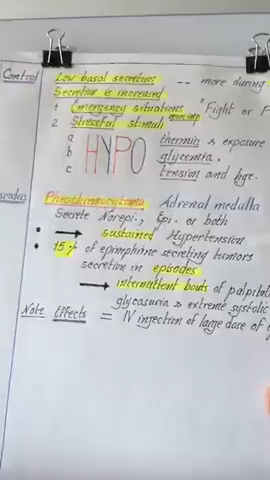 Control Low basal secretion -- more during
Secretion is increased
1 Emergency situations "Fight or F
2 Stressful stimuli
a thermia & exposure
b HYPO glycemia.
c tension and Hge.
Pheochromocytoma, Adrenal medulla
Secrete Norepi., Epi. or both
• → sustained Hypertension
• 15% of epinephrine secreting tumors
secretion in episodes
→ intermittent bouts of palpitat
glycosuria & extreme systolic
Note Effects = IV injection of large dose of